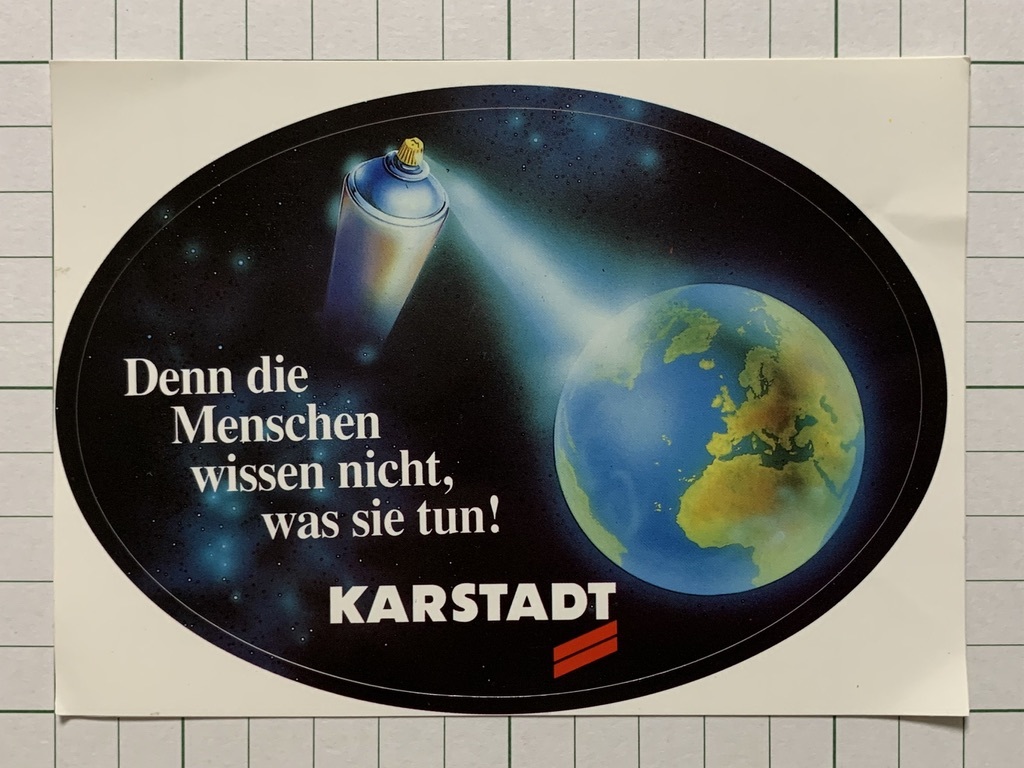 Denn die
Menschen
wissen nicht,
was sie tun!
KARSTADT